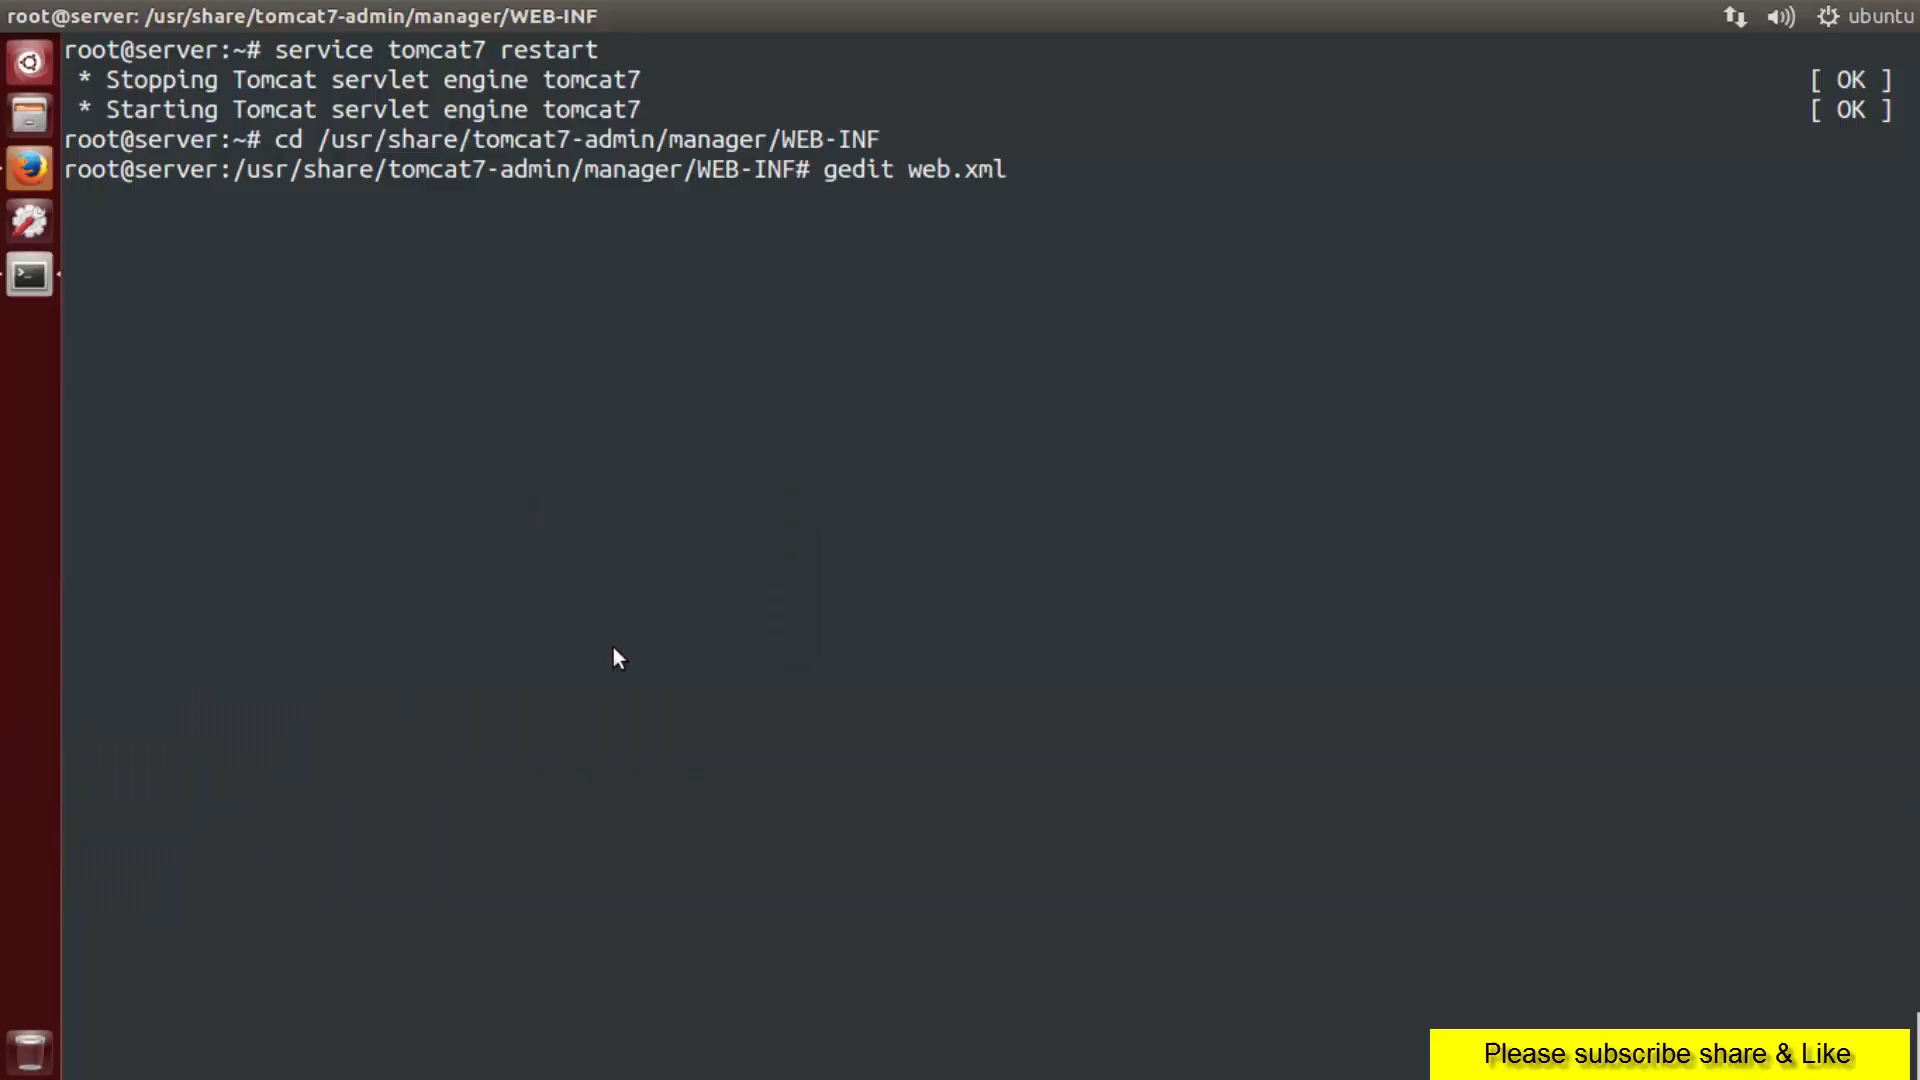 root@server: /usr/share/tomcat7-admin/manager/WEB-INF
ubuntu
root@server:~# service tomcat7 restart
* Stopping Tomcat servlet engine tomcat7 [ OK ]
* Starting Tomcat servlet engine tomcat7 [ OK ]
root@server:~# cd /usr/share/tomcat7-admin/manager/WEB-INF
root@server:/usr/share/tomcat7-admin/manager/WEB-INF# gedit web.xml
Please subscribe share & Like